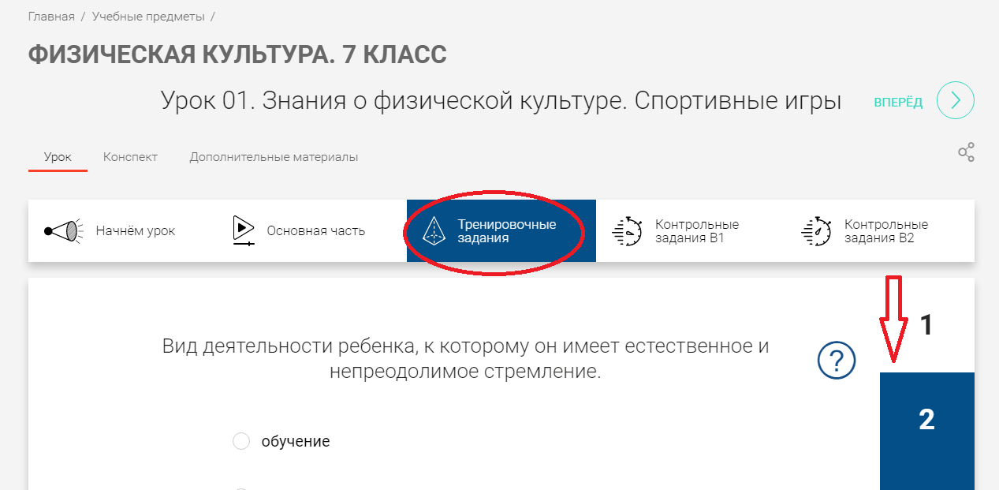 Главная / Учебные предметы /
ФИЗИЧЕСКАЯ КУЛЬТУРА. 7 КЛАСС
Урок 01. Знания о физической культуре. Спортивные игры
ВПЕРЁД
Урок
Конспект
Дополнительные материалы
Начнём урок
Основная часть
Тренировочные
задания
Контрольные
задания В1
Контрольные
задания В2
1
Вид деятельности ребенка, к которому он имеет естественное и
непреодолимое стремление.
?
2
обучение